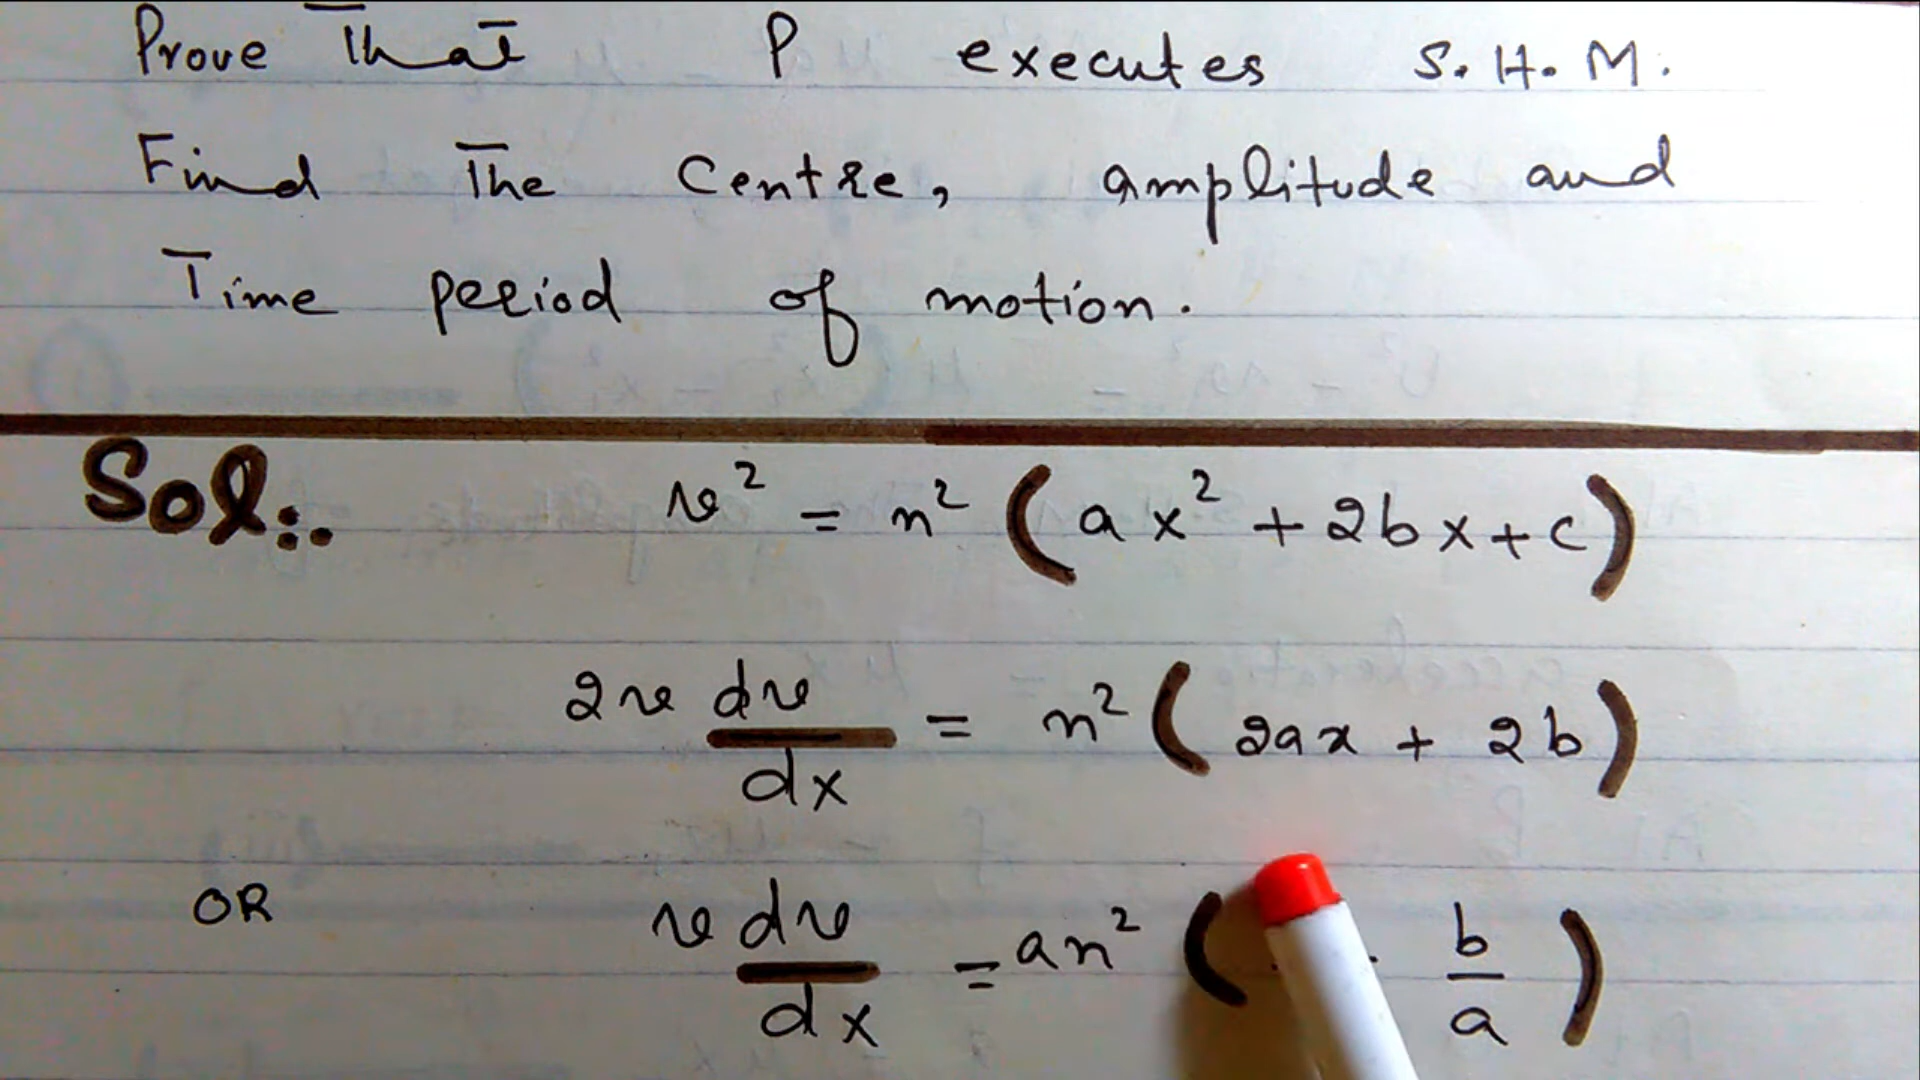 Prove That P executes S.H.M.
Find The Centre, amplitude and
Time period of motion.
Sol:.
v² = n² (ax² + 2bx + c)
2v dv/dx = n² (2ax + 2b)
OR v dv/dx = an² ( b/a )